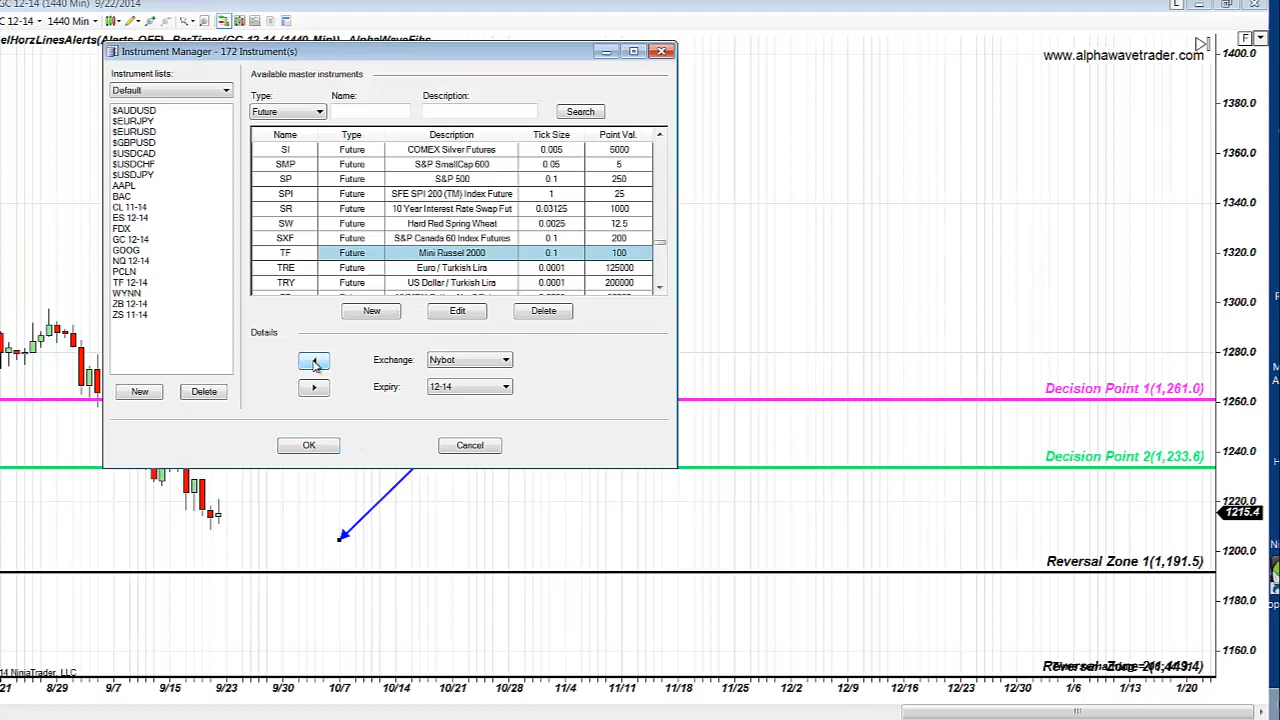 GC 12-14 (1440 Min) 9/22/2014
GC 12-14 1440 Min
L
elHorzLinesAlerts(Alerts OFF), BarTimer(GC 12-14 (1440 Min)), AlphaWaveFibs
F
www.alphawavetrader.com
Instrument Manager - 172 Instrument(s)
Instrument lists:
Default
$AUDUSD
$EURJPY
$EURUSD
$GBPUSD
$USDCAD
$USDCHF
$USDJPY
AAPL
BAC
CL 11-14
ES 12-14
FDX
GC 12-14
GOOG
NQ 12-14
PCLN
TF 12-14
WYNN
ZB 12-14
ZS 11-14
New Delete
Available master instruments
Type: Name: Description:
Future Search
Name Type Description Tick Size Point Val.
SI Future COMEX Silver Futures 0.005 5000
SMP Future S&P SmallCap 600 0.05 5
SP Future S&P 500 0.1 250
SPI Future SFE SPI 200 (TM) Index Future 1 25
SR Future 10 Year Interest Rate Swap Fut 0.03125 1000
SW Future Hard Red Spring Wheat 0.0025 12.5
SXF Future S&P Canada 60 Index Futures 0.1 200
TF Future Mini Russel 2000 0.1 100
TRE Future Euro / Turkish Lira 0.0001 125000
TRY Future US Dollar / Turkish Lira 0.0001 200000
New Edit Delete
Details
Exchange: Nybot
Expiry: 12-14
OK Cancel
1400.0
1380.0
1360.0
1340.0
1320.0
1300.0
1280.0
1260.0
1240.0
1220.0
1215.4
1200.0
1180.0
1160.0
Decision Point 1(1,261.0)
Decision Point 2(1,233.6)
Reversal Zone 1(1,191.5)
14 NinjaTrader, LLC
21 8/29 9/7 9/15 9/23 9/30 10/7 10/14 10/21 10/28 11/4 11/11 11/18 11/25 12/2 12/9 12/16 12/23 12/30 1/6 1/13 1/20